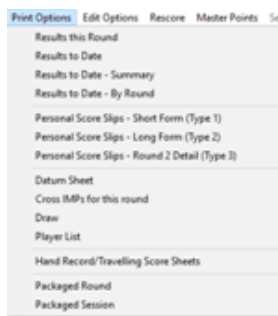 Print Options Edit Options Rescore Master Points
Results this Round
Results to Date
Results to Date - Summary
Results to Date - By Round
Personal Score Slips - Short Form (Type 1)
Personal Score Slips - Long Form (Type 2)
Personal Score Slips - Round 2 Detail (Type 3)
Datum Sheet
Cross IMPs for this round
Draw
Player List
Hand Record/Travelling Score Sheets
Packaged Round
Packaged Session